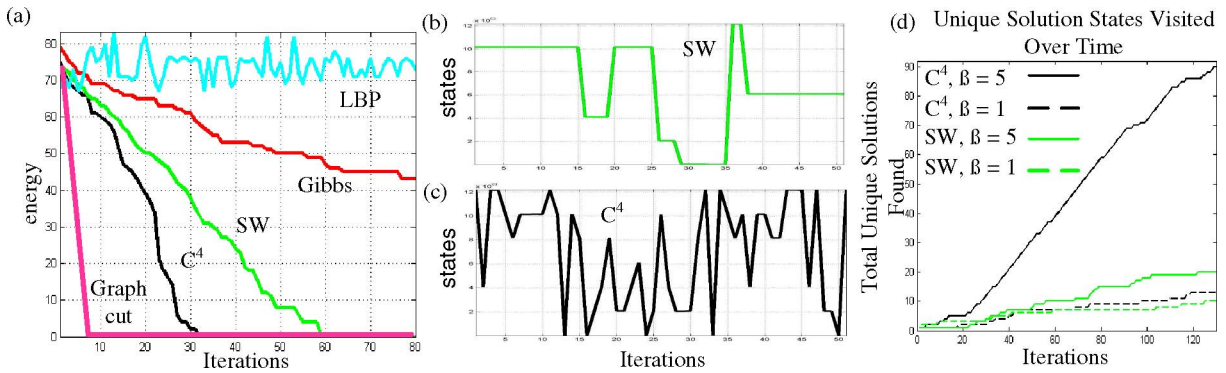 (a)
80
70
60
50
40
30
20
10
0
energy
LBP
Gibbs
SW
C⁴
Graph
cut
10 20 30 40 50 60 70 80
Iterations
(b)
12
10
8
6
4
2
states
SW
5 10 15 20 25 30 35 40 45 50
(c)
12
10
8
6
4
2
states
C⁴
0 5 10 15 20 25 30 35 40 45 50
Iterations
(d)
Unique Solution States Visited
Over Time
90
80
70
60
50
40
30
20
10
0
Total Unique Solutions
Found
C⁴, ß = 5
C⁴, ß = 1
SW, ß = 5
SW, ß = 1
0 20 40 60 80 100 120
Iterations